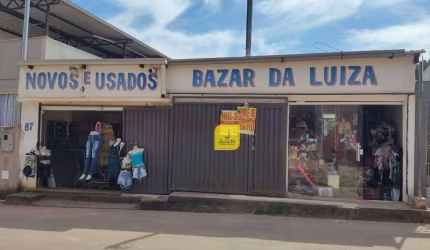 NOVOS E USADOS
BAZAR DA LUIZA
87